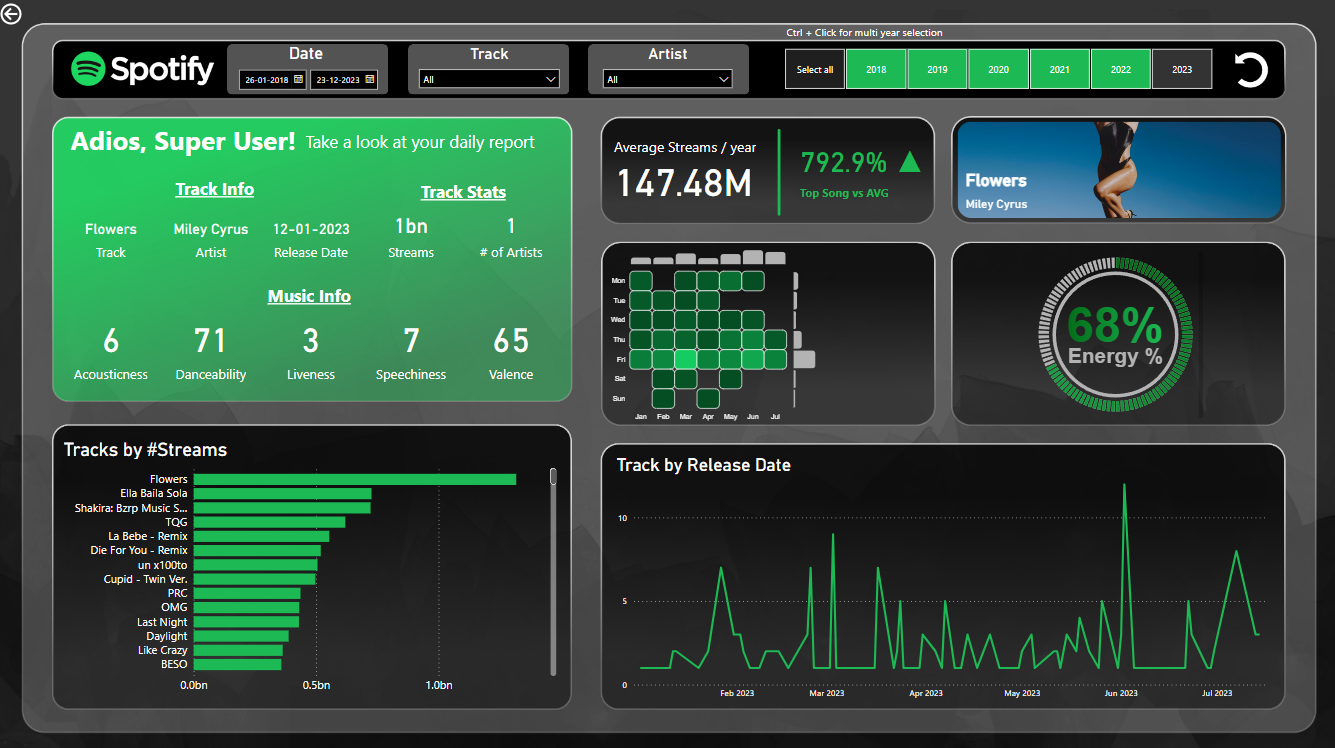 Ctrl + Click for multi year selection
Spotify
Date
26-01-2018 23-12-2023
Track
All
Artist
All
Select all 2018 2019 2020 2021 2022 2023
Adios, Super User! Take a look at your daily report
Track Info
Track Stats
Flowers Miley Cyrus 12-01-2023 1bn 1
Track Artist Release Date Streams # of Artists
Music Info
6 71 3 7 65
Acousticness Danceability Liveness Speechiness Valence
Average Streams / year
147.48M
792.9%
Top Song vs AVG
Flowers
Miley Cyrus
Mon
Tue
Wed
Thu
Fri
Sat
Sun
Jan Feb Mar Apr May Jun Jul
68%
Energy %
Tracks by #Streams
Flowers
Ella Baila Sola
Shakira: Bzrp Music S...
TQG
La Bebe - Remix
Die For You - Remix
un x100to
Cupid - Twin Ver.
PRC
OMG
Last Night
Daylight
Like Crazy
BESO
0.0bn 0.5bn 1.0bn
Track by Release Date
10
5
0
Feb 2023 Mar 2023 Apr 2023 May 2023 Jun 2023 Jul 2023